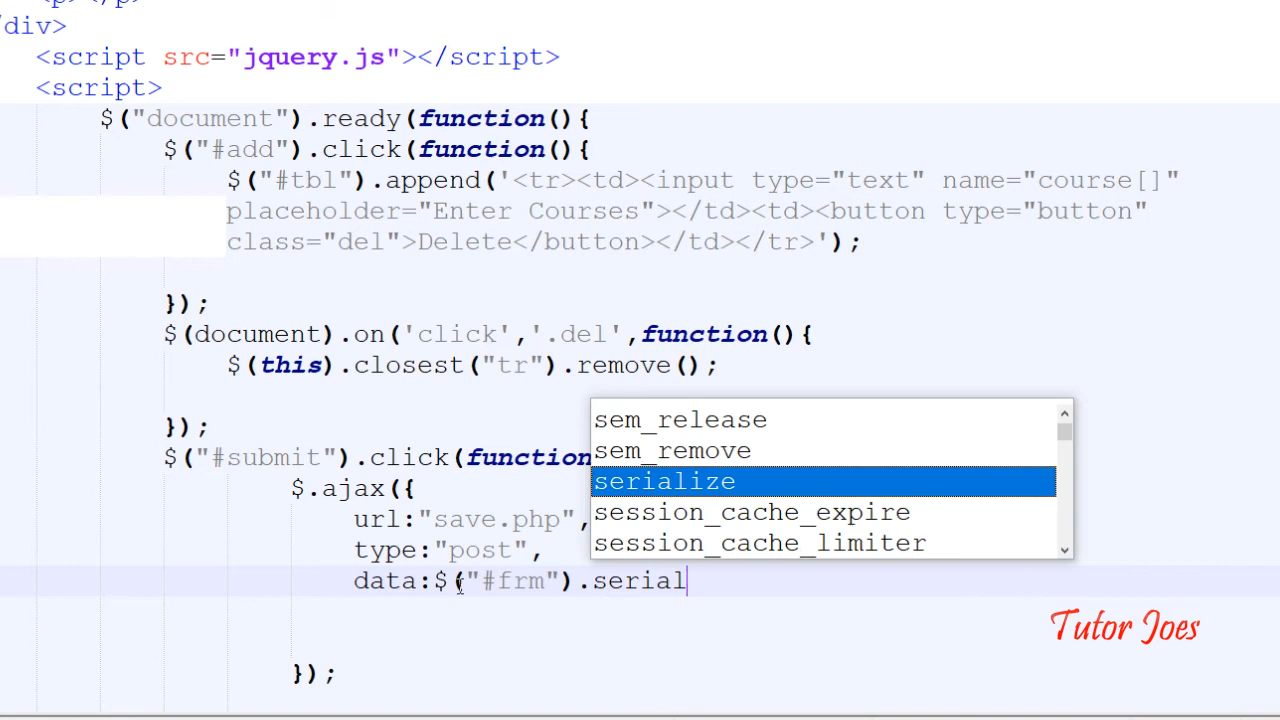 /div>
<script src="jquery.js"></script>
<script>
$("document").ready(function(){
$("#add").click(function(){
$("#tbl").append('<tr><td><input type="text" name="course[]"
placeholder="Enter Courses"></td><td><button type="button"
class="del">Delete</button></td></tr>');
});
$(document).on('click','.del',function(){
$(this).closest("tr").remove();
});
$("#submit").click(function
$.ajax({
url:"save.php",
type:"post",
data:$("#frm").serial
});
sem_release
sem_remove
serialize
session_cache_expire
session_cache_limiter
Tutor Joes